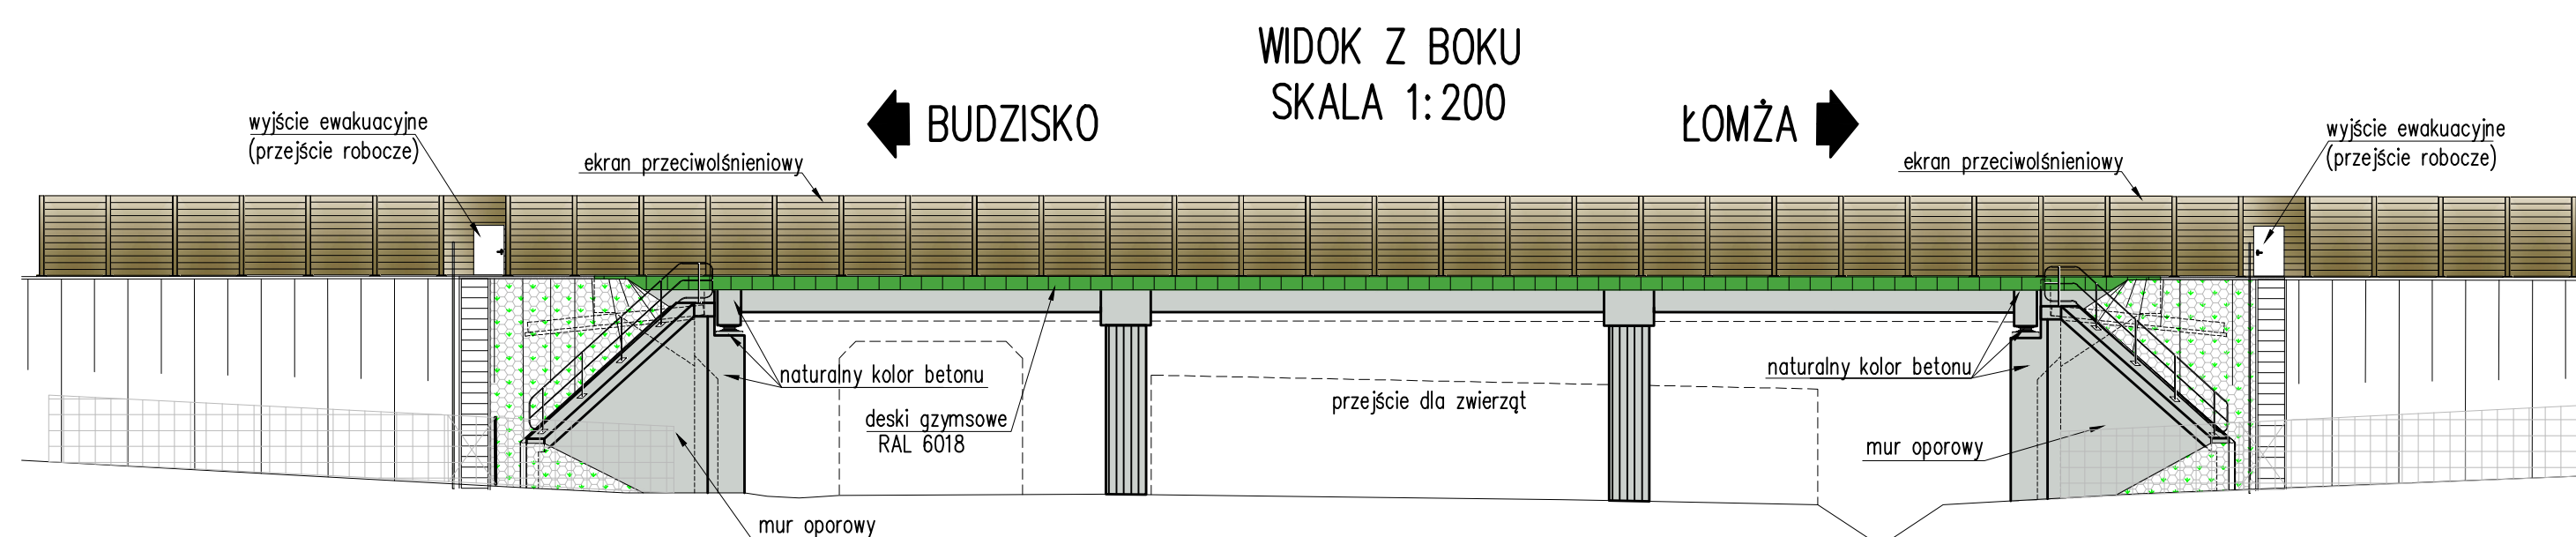 WIDOK Z BOKU
SKALA 1:200
BUDZISKO
ŁOMŻA
wyjście ewakuacyjne
(przejście robocze)
ekran przeciwolśnieniowy
ekran przeciwolśnieniowy
wyjście ewakuacyjne
(przejście robocze)
naturalny kolor betonu
deski gzymsowe
RAL 6018
przejście dla zwierząt
naturalny kolor betonu
mur oporowy
mur oporowy